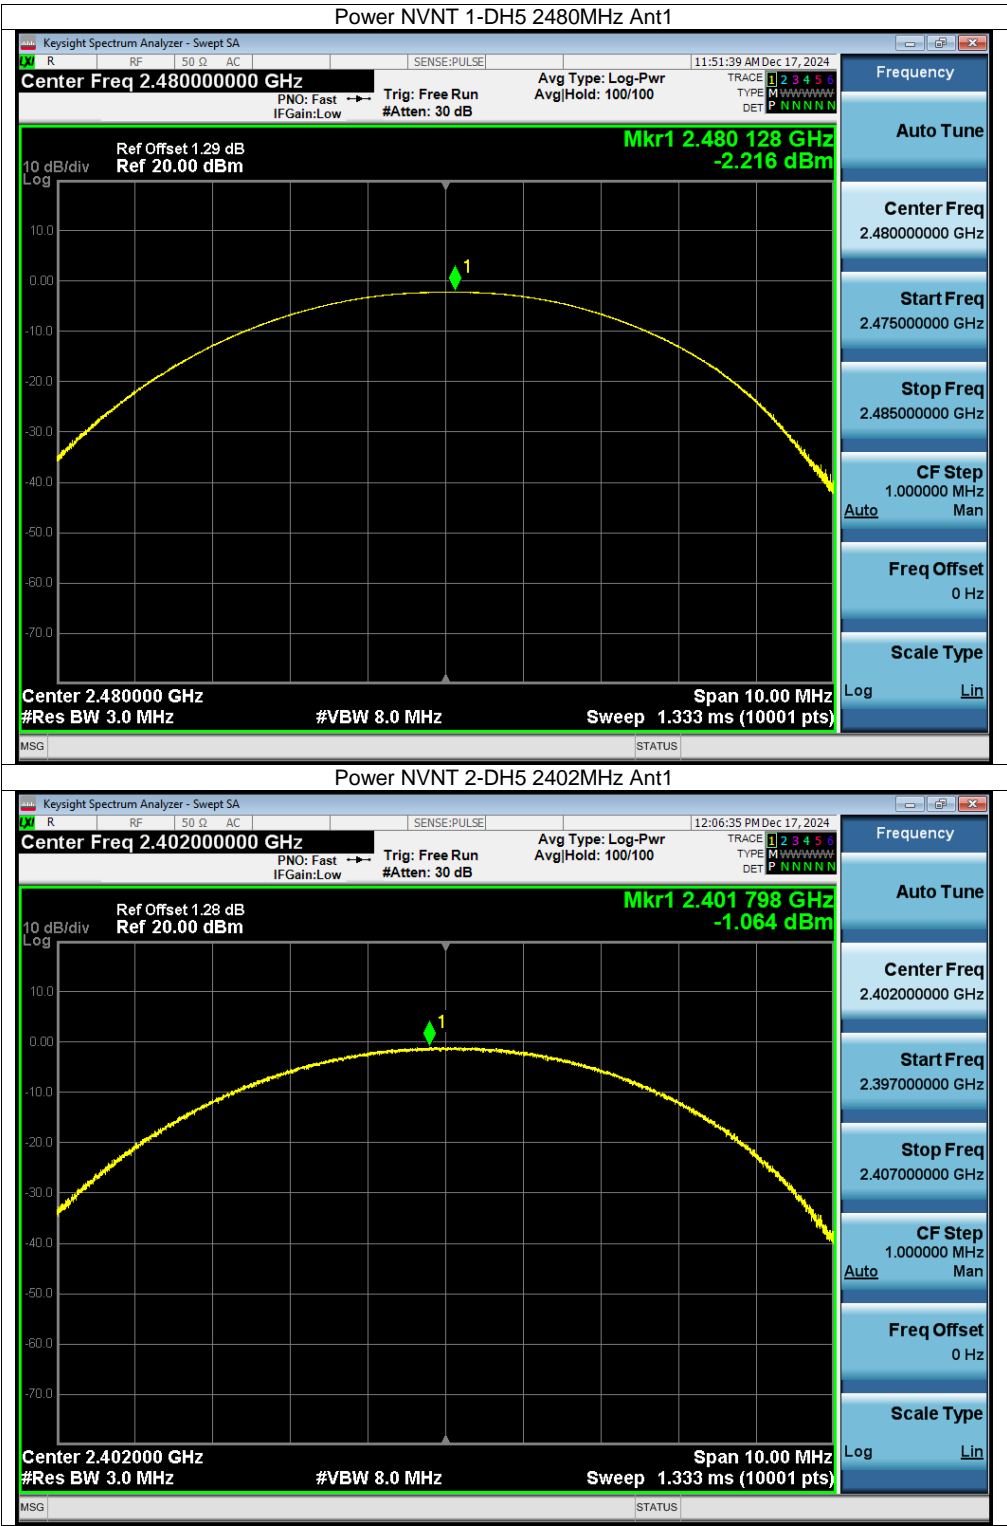 Power NVNT 1-DH5 2480MHz Ant1
Keysight Spectrum Analyzer - Swept SA
LXI R RF 50 Ω AC SENSE:PULSE 11:51:39 AM Dec 17, 2024
Center Freq 2.480000000 GHz
PNO: Fast
IFGain:Low
Trig: Free Run
#Atten: 30 dB
Avg Type: Log-Pwr
Avg|Hold: 100/100
TRACE 1 2 3 4 5 6
TYPE M WWWWW
DET P N N N N N
Mkr1 2.480 128 GHz
-2.216 dBm
Ref Offset 1.29 dB
10 dB/div Ref 20.00 dBm
Log
10.0
1
0.00
-10.0
-20.0
-30.0
-40.0
-50.0
-60.0
-70.0
Center 2.480000 GHz Span 10.00 MHz
#Res BW 3.0 MHz #VBW 8.0 MHz Sweep 1.333 ms (10001 pts)
MSG STATUS
Frequency
Auto Tune
Center Freq
2.480000000 GHz
Start Freq
2.475000000 GHz
Stop Freq
2.485000000 GHz
CF Step
1.000000 MHz
Auto Man
Freq Offset
0 Hz
Scale Type
Log Lin
Power NVNT 2-DH5 2402MHz Ant1
Keysight Spectrum Analyzer - Swept SA
LXI R RF 50 Ω AC SENSE:PULSE 12:06:35 PM Dec 17, 2024
Center Freq 2.402000000 GHz
PNO: Fast
IFGain:Low
Trig: Free Run
#Atten: 30 dB
Avg Type: Log-Pwr
Avg|Hold: 100/100
TRACE 1 2 3 4 5 6
TYPE M WWWWW
DET P N N N N N
Mkr1 2.401 798 GHz
-1.064 dBm
Ref Offset 1.28 dB
10 dB/div Ref 20.00 dBm
Log
10.0
1
0.00
-10.0
-20.0
-30.0
-40.0
-50.0
-60.0
-70.0
Center 2.402000 GHz Span 10.00 MHz
#Res BW 3.0 MHz #VBW 8.0 MHz Sweep 1.333 ms (10001 pts)
MSG STATUS
Frequency
Auto Tune
Center Freq
2.402000000 GHz
Start Freq
2.397000000 GHz
Stop Freq
2.407000000 GHz
CF Step
1.000000 MHz
Auto Man
Freq Offset
0 Hz
Scale Type
Log Lin